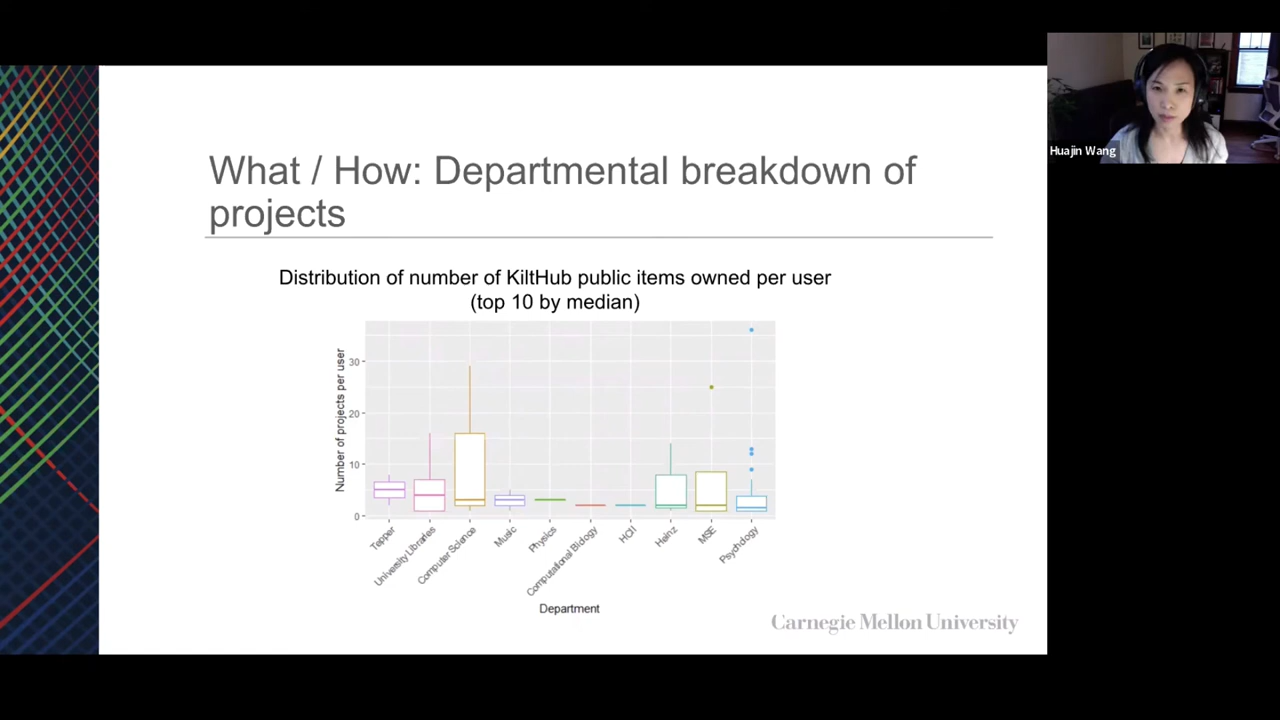 What / How: Departmental breakdown of
projects
Distribution of number of KiltHub public items owned per user
(top 10 by median)
Number of projects per user
30
20
10
0
Tepper
University Libraries
Computer Science
Music
Physics
Computational Biology
HCII
Heinz
MSE
Psychology
Department
Carnegie Mellon University
Huajin Wang